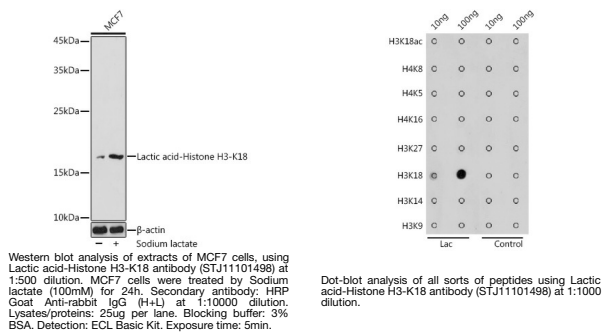 MCF7
45kDa
35kDa
25kDa
Lactic acid-Histone H3-K18
15kDa
10kDa
β-actin
− +
Sodium lactate
Western blot analysis of extracts of MCF7 cells, using
Lactic acid-Histone H3-K18 antibody (STJ11101498) at
1:500 dilution. MCF7 cells were treated by Sodium
lactate (100mM) for 24h. Secondary antibody: HRP
Goat Anti-rabbit IgG (H+L) at 1:10000 dilution.
Lysates/proteins: 25ug per lane. Blocking buffer: 3%
BSA. Detection: ECL Basic Kit. Exposure time: 5min.
10ng 100ng 10ng 100ng
H3K18ac
H4K8
H4K5
H4K16
H3K27
H3K18
H3K14
H3K9
Lac Control
Dot-blot analysis of all sorts of peptides using Lactic
acid-Histone H3-K18 antibody (STJ11101498) at 1:1000
dilution.